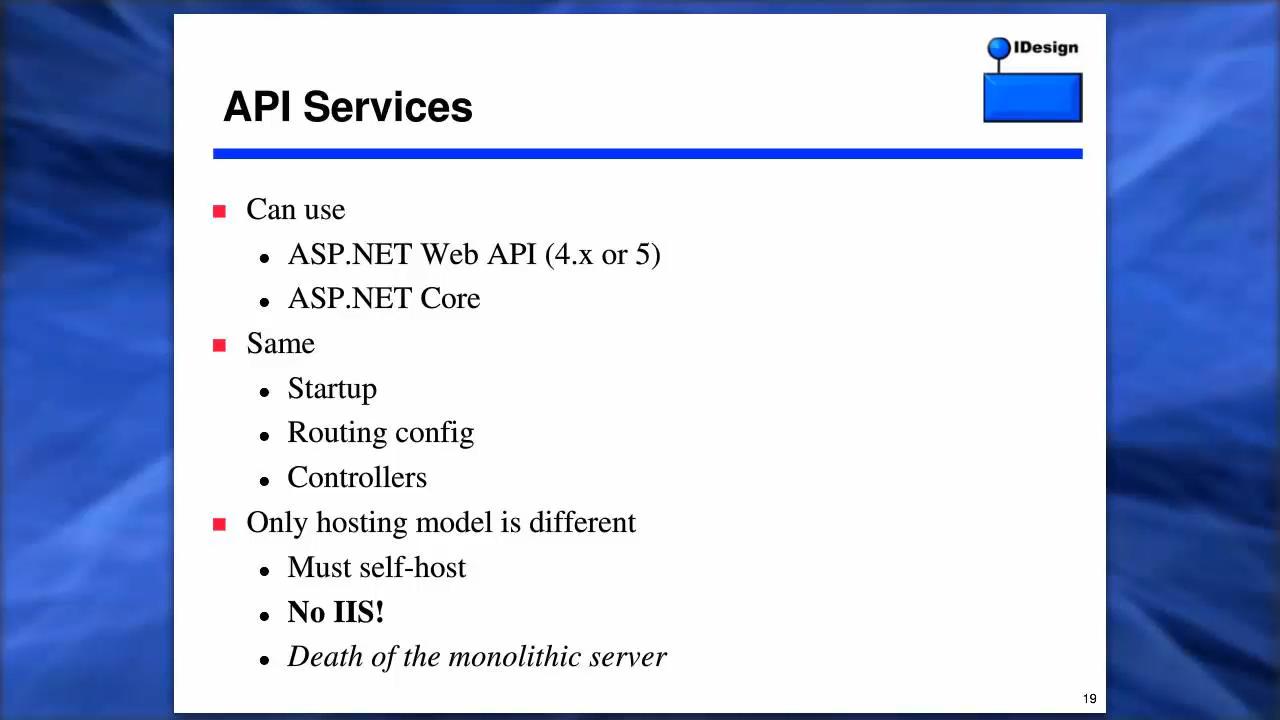 IDesign
API Services
Can use
ASP.NET Web API (4.x or 5)
ASP.NET Core
Same
Startup
Routing config
Controllers
Only hosting model is different
Must self-host
No IIS!
Death of the monolithic server
19